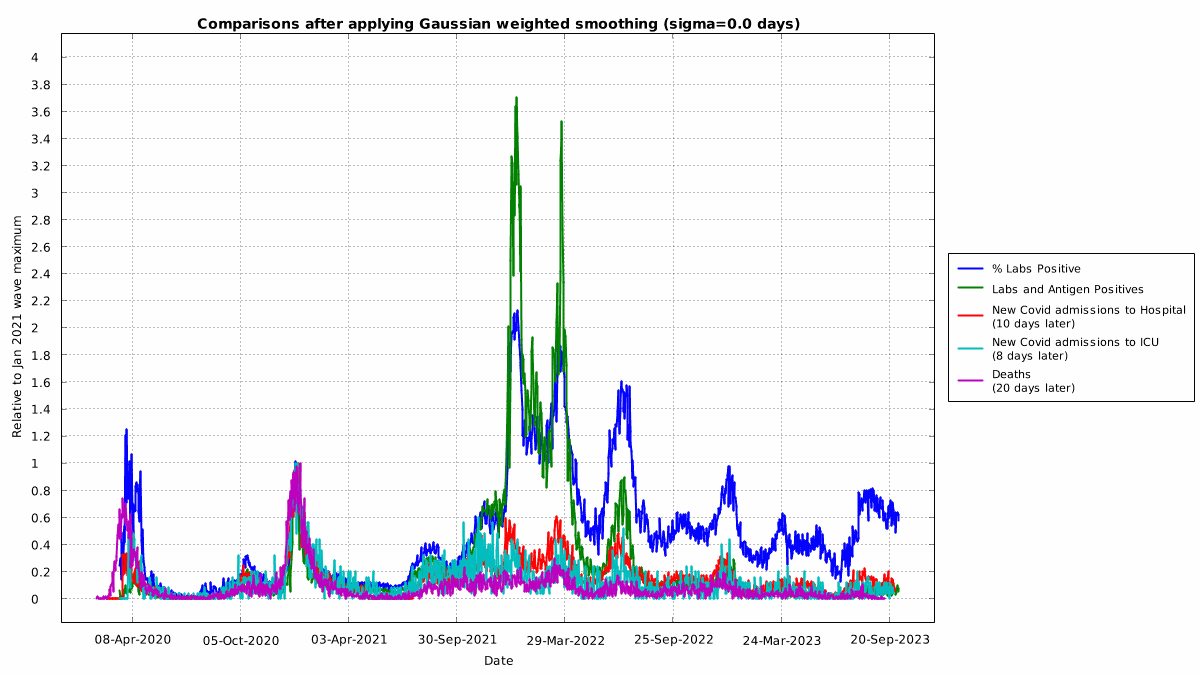 Comparisons after applying Gaussian weighted smoothing (sigma=0.0 days)
4
3.8
3.6
3.4
3.2
3
2.8
2.6
2.4
2.2
2
1.8
1.6
1.4
1.2
1
0.8
0.6
0.4
0.2
0
Relative to Jan 2021 wave maximum
08-Apr-2020 05-Oct-2020 03-Apr-2021 30-Sep-2021 29-Mar-2022 25-Sep-2022 24-Mar-2023 20-Sep-2023
Date
% Labs Positive
Labs and Antigen Positives
New Covid admissions to Hospital
(10 days later)
New Covid admissions to ICU
(8 days later)
Deaths
(20 days later)